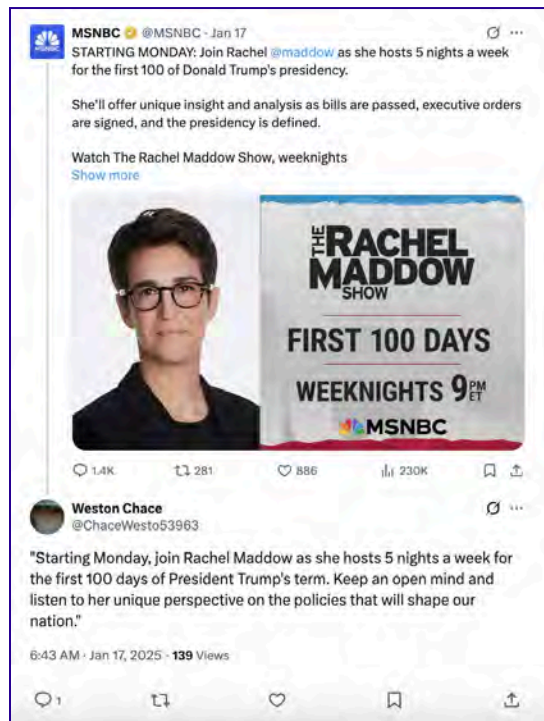 MSNBC @MSNBC · Jan 17
STARTING MONDAY: Join Rachel @maddow as she hosts 5 nights a week
for the first 100 of Donald Trump's presidency.
She'll offer unique insight and analysis as bills are passed, executive orders
are signed, and the presidency is defined.
Watch The Rachel Maddow Show, weeknights
Show more
THE
RACHEL
MADDOW
SHOW
FIRST 100 DAYS
WEEKNIGHTS 9 PM ET
MSNBC
1.4K 281 886 230K
Weston Chace
@ChaceWesto53963
"Starting Monday, join Rachel Maddow as she hosts 5 nights a week for
the first 100 days of President Trump's term. Keep an open mind and
listen to her unique perspective on the policies that will shape our
nation."
6:43 AM · Jan 17, 2025 · 139 Views
1